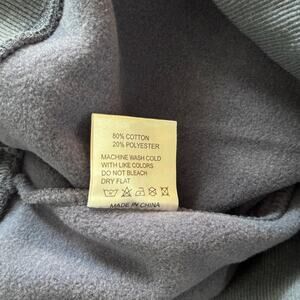 80% COTTON
20% POLYESTER
MACHINE WASH COLD
WITH LIKE COLORS
DO NOT BLEACH
DRY FLAT
MADE IN CHINA